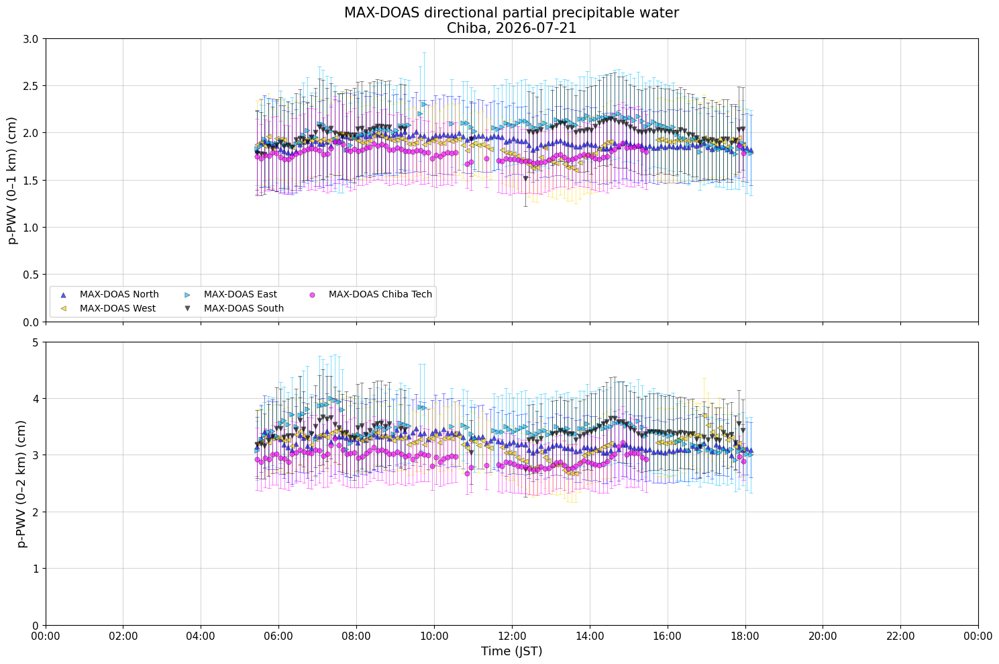 MAX-DOAS directional partial precipitable water
Chiba, 2026-07-21
3.0
2.5
2.0
1.5
1.0
0.5
0.0
p-PWV (0–1 km) (cm)
MAX-DOAS North
MAX-DOAS West
MAX-DOAS East
MAX-DOAS South
MAX-DOAS Chiba Tech
5
4
3
2
1
0
p-PWV (0–2 km) (cm)
00:00 02:00 04:00 06:00 08:00 10:00 12:00 14:00 16:00 18:00 20:00 22:00 00:00
Time (JST)